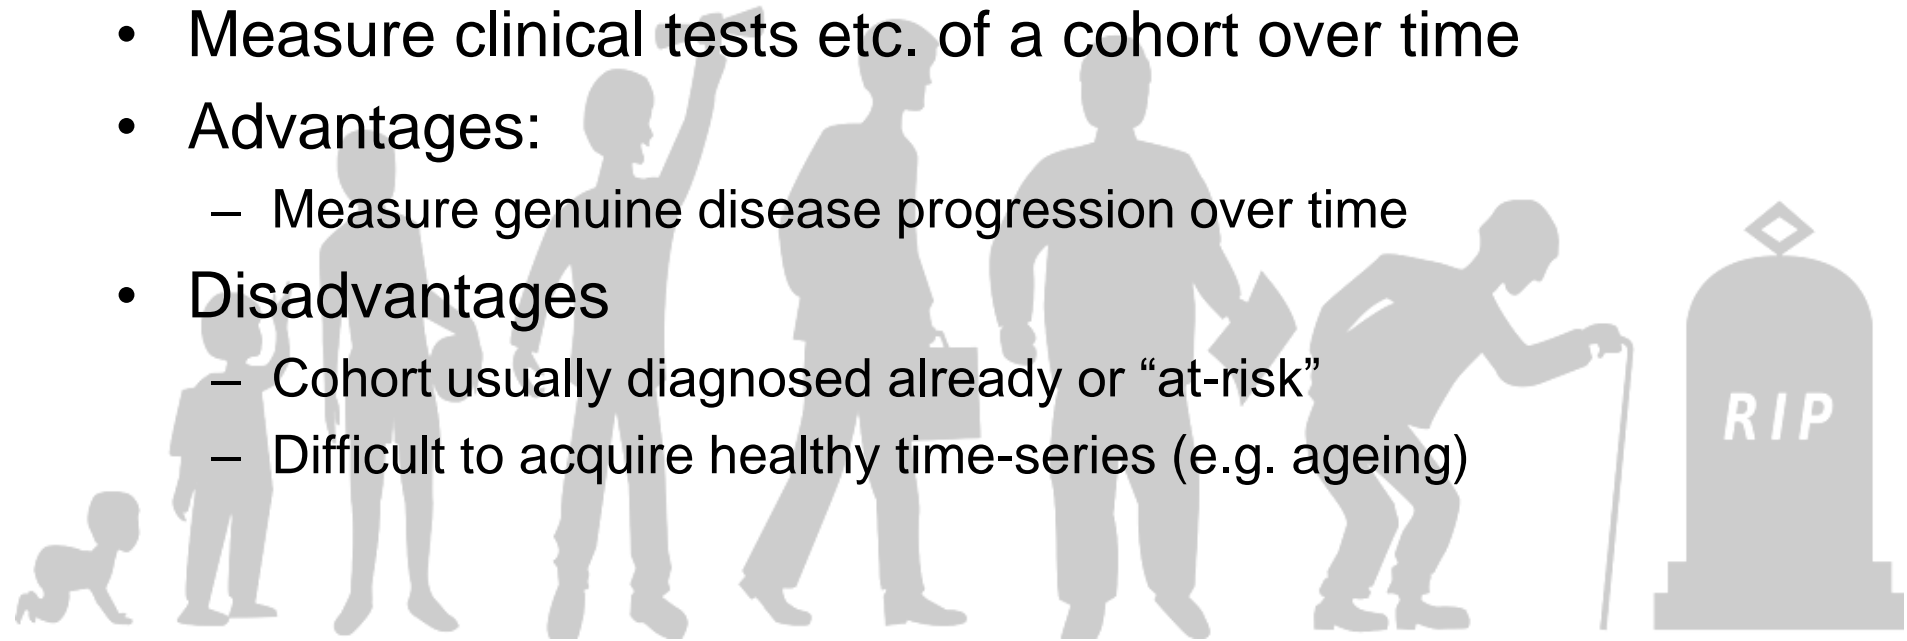 • Measure clinical tests etc. of a cohort over time
• Advantages:
– Measure genuine disease progression over time
• Disadvantages
– Cohort usually diagnosed already or “at-risk”
– Difficult to acquire healthy time-series (e.g. ageing)
RIP